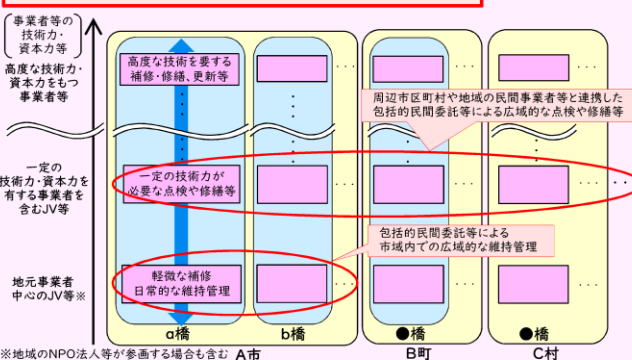 事業者等の
技術力・
資本力等
高度な技術力・
資本力をもつ
事業者等
高度な技術を要する
補修・修繕、更新等
周辺市区町村や地域の民間事業者等と連携した
包括的民間委託等による広域的な点検や修繕等
一定の
技術力・資本力を
有する事業者を
含むJV等
一定の技術力が
必要な点検や修繕等
包括的民間委託等による
市域内での広域的な維持管理
地元事業者
中心のJV等※
軽微な補修
日常的な維持管理
a橋
b橋
●橋
●橋
※地域のNPO法人等が参画する場合も含む
A市
B町
C村